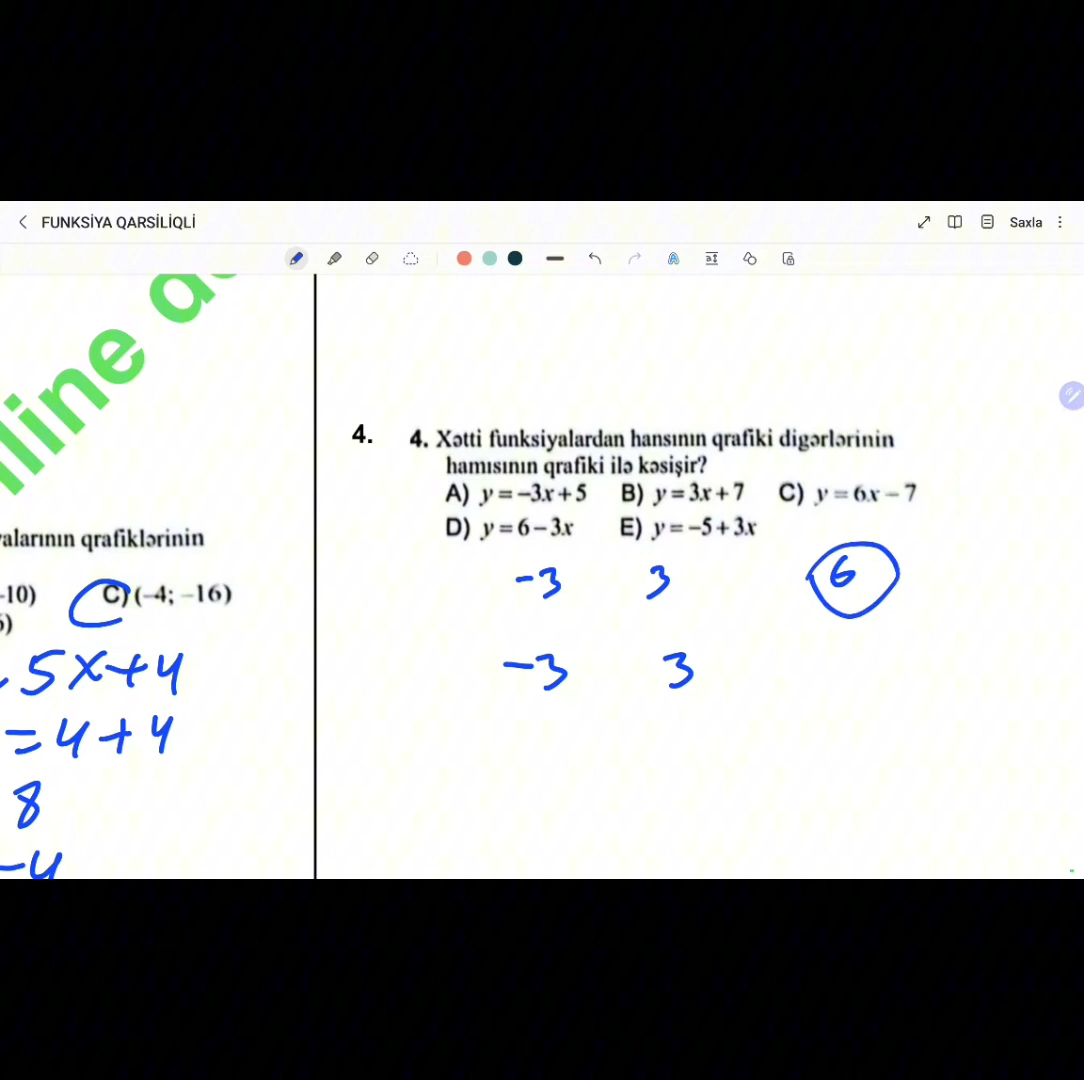 FUNKSİYA QARSİLİQLİ
Saxla
line
alarının qrafiklərinin
-10) C) (-4; -16)
5x+4
=4+4
8
-4
4. 4. Xətti funksiyalardan hansının qrafiki digərlərinin
hamısının qrafiki ilə kəsişir?
A) y = -3x + 5 B) y = 3x + 7 C) y = 6x - 7
D) y = 6 - 3x E) y = -5 + 3x
-3 3 6
-3 3